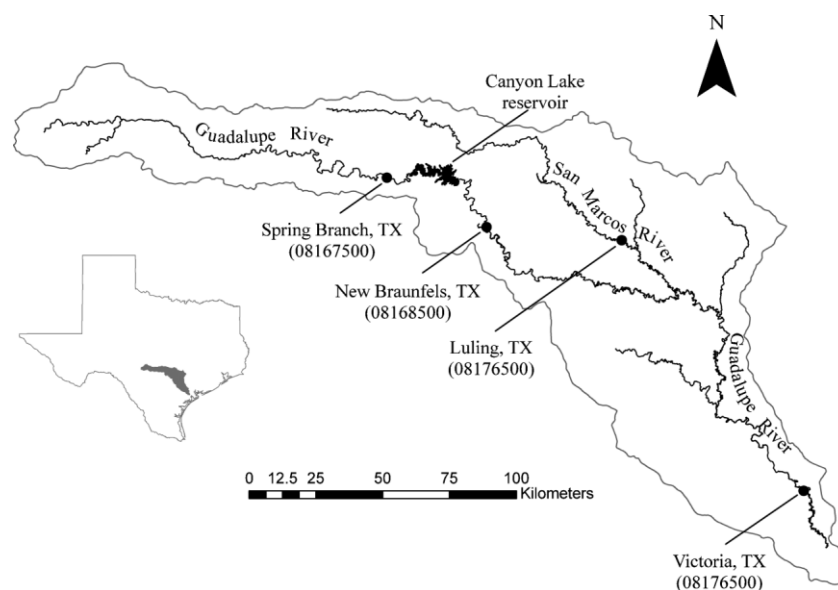 N
Canyon Lake
reservoir
Guadalupe River
San Marcos River
Spring Branch, TX
(08167500)
New Braunfels, TX
(08168500)
Luling, TX
(08176500)
Guadalupe River
0 12.5 25 50 75 100
Kilometers
Victoria, TX
(08176500)